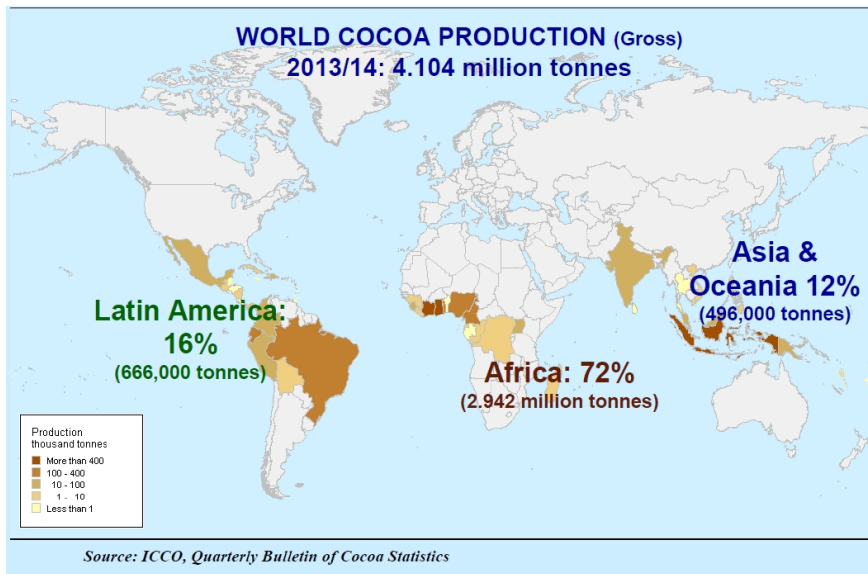 WORLD COCOA PRODUCTION (Gross)
2013/14: 4.104 million tonnes
Asia &
Oceania 12%
(496,000 tonnes)
Latin America:
16%
(666,000 tonnes)
Africa: 72%
(2.942 million tonnes)
Production
thousand tonnes
More than 400
100 - 400
10 - 100
1 - 10
Less than 1
Source: ICCO, Quarterly Bulletin of Cocoa Statistics